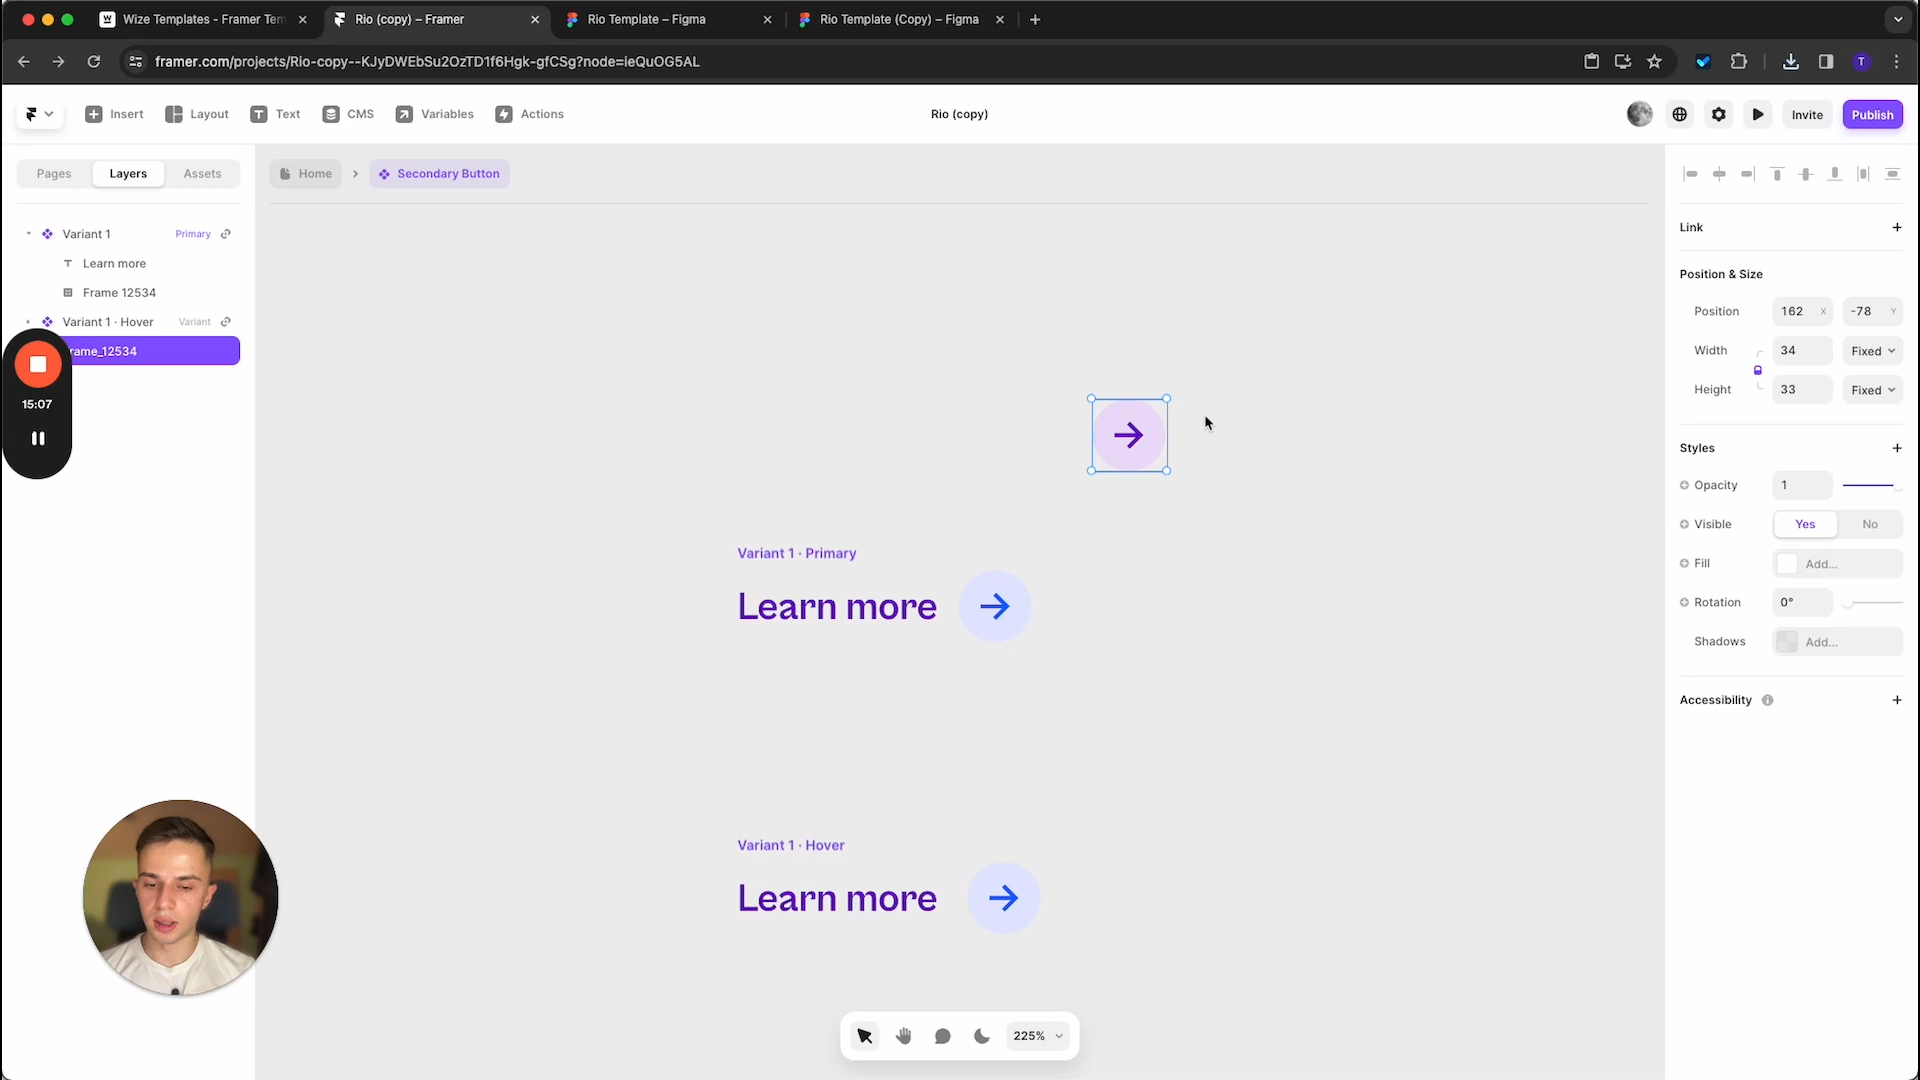 Wize Templates - Framer Tem
Rio (copy) – Framer
Rio Template – Figma
Rio Template (Copy) – Figma
framer.com/projects/Rio-copy--KJyDWEbSu2OzTD1f6Hgk-gfCSg?node=ieQuOG5AL
T
Insert
Layout
Text
CMS
Variables
Actions
Rio (copy)
Invite
Publish
Pages
Layers
Assets
Home
Secondary Button
Variant 1
Primary
Learn more
Frame 12534
Variant 1 · Hover
Variant
rame_12534
15:07
Variant 1 · Primary
Learn more
Variant 1 · Hover
Learn more
225%
Link
Position & Size
Position
162 X
-78 Y
Width
34
Fixed
Height
33
Fixed
Styles
Opacity
1
Visible
Yes
No
Fill
Add...
Rotation
0°
Shadows
Add...
Accessibility